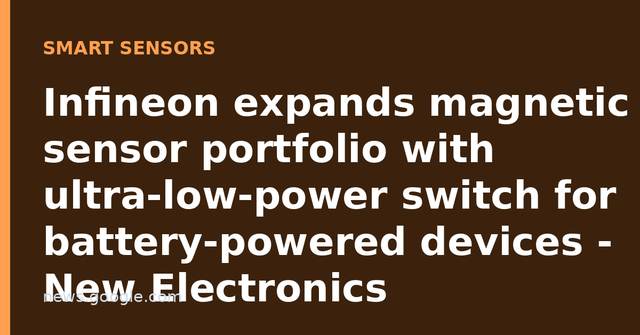 SMART SENSORS
Infineon expands magnetic
sensor portfolio with
ultra-low-power switch for
battery-powered devices -
New Electronics
news.google.com